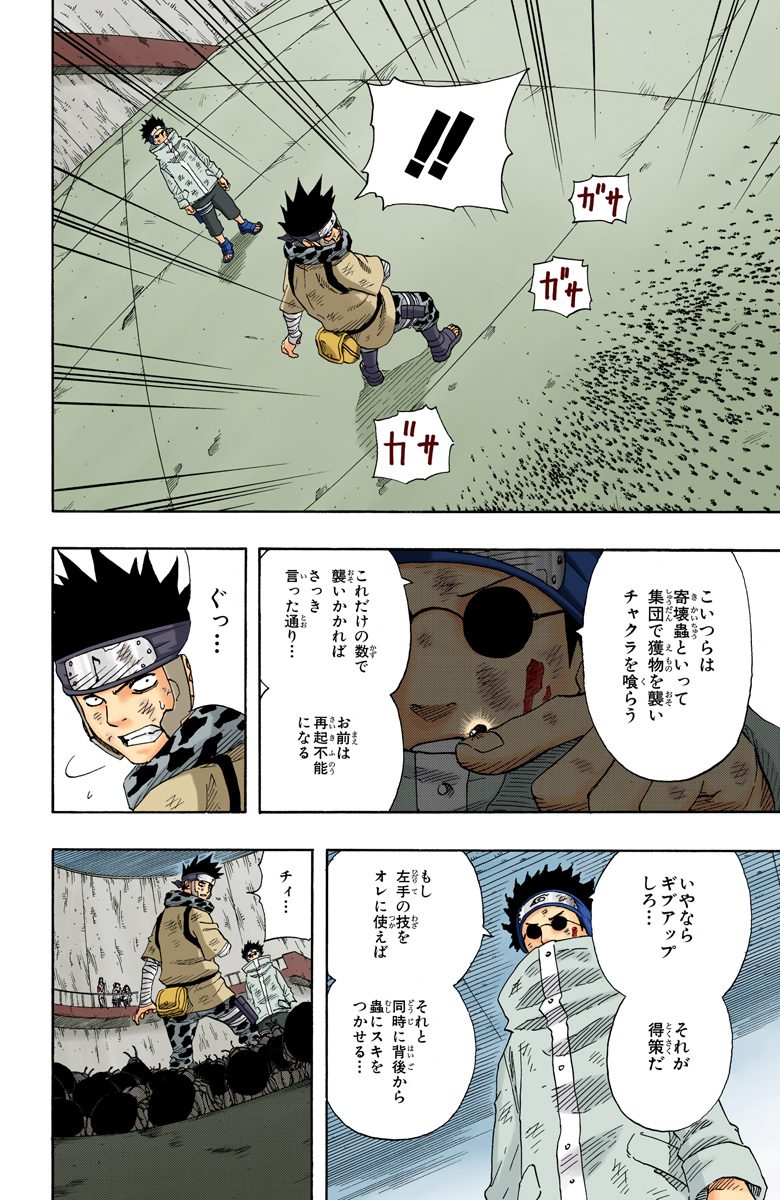 !!
ガサ
ガサ
ガサ
こいつらは
寄壊蟲といって
集団で獲物を襲い
チャクラを喰らう
これだけの数で
襲いかかれば
さっき
言った通り…
お前は
再起不能
になる
ぐっ…
いやなら
ギブアップ
しろ…
それが
得策だ
もし
左手の技を
オレに使えば
それと
同時に背後から
蟲にスキを
つかせる…
チィ…